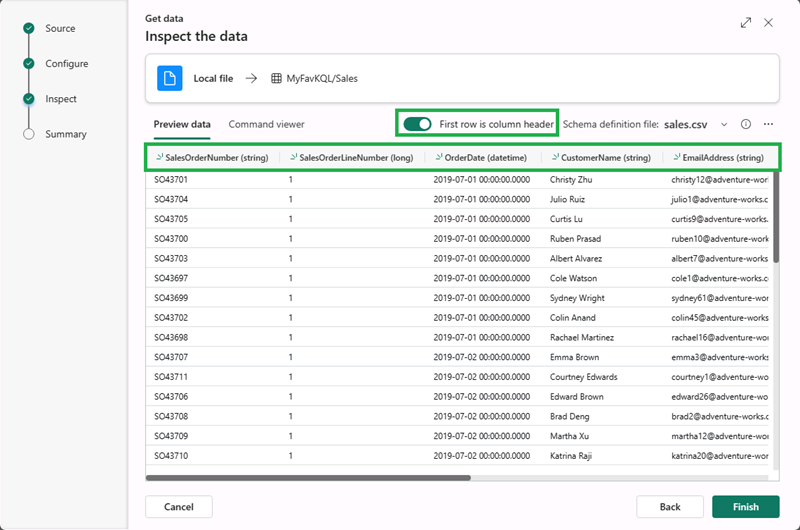 Source
Configure
Inspect
Summary
Get data
Inspect the data
Local file → MyFavKQL/Sales
Preview data Command viewer First row is column header Schema definition file: sales.csv
SalesOrderNumber (string) SalesOrderLineNumber (long) OrderDate (datetime) CustomerName (string) EmailAddress (string)
SO43701 1 2019-07-01 00:00:00.0000 Christy Zhu christy12@adventure-works
SO43704 1 2019-07-01 00:00:00.0000 Julio Ruiz julio1@adventure-works.c
SO43705 1 2019-07-01 00:00:00.0000 Curtis Lu curtis9@adventure-works.
SO43700 1 2019-07-01 00:00:00.0000 Ruben Prasad ruben10@adventure-works
SO43703 1 2019-07-01 00:00:00.0000 Albert Alvarez albert7@adventure-works
SO43697 1 2019-07-01 00:00:00.0000 Cole Watson cole1@adventure-works.c
SO43699 1 2019-07-01 00:00:00.0000 Sydney Wright sydney61@adventure-wor
SO43702 1 2019-07-01 00:00:00.0000 Colin Anand colin45@adventure-works
SO43698 1 2019-07-01 00:00:00.0000 Rachael Martinez rachael16@adventure-wor
SO43707 1 2019-07-02 00:00:00.0000 Emma Brown emma3@adventure-works
SO43711 1 2019-07-02 00:00:00.0000 Courtney Edwards courtney1@adventure-wo
SO43706 1 2019-07-02 00:00:00.0000 Edward Brown edward26@adventure-wor
SO43708 1 2019-07-02 00:00:00.0000 Brad Deng brad2@adventure-works.c
SO43709 1 2019-07-02 00:00:00.0000 Martha Xu martha12@adventure-wor
SO43710 1 2019-07-02 00:00:00.0000 Katrina Raji katrina20@adventure-wor
Cancel Back Finish